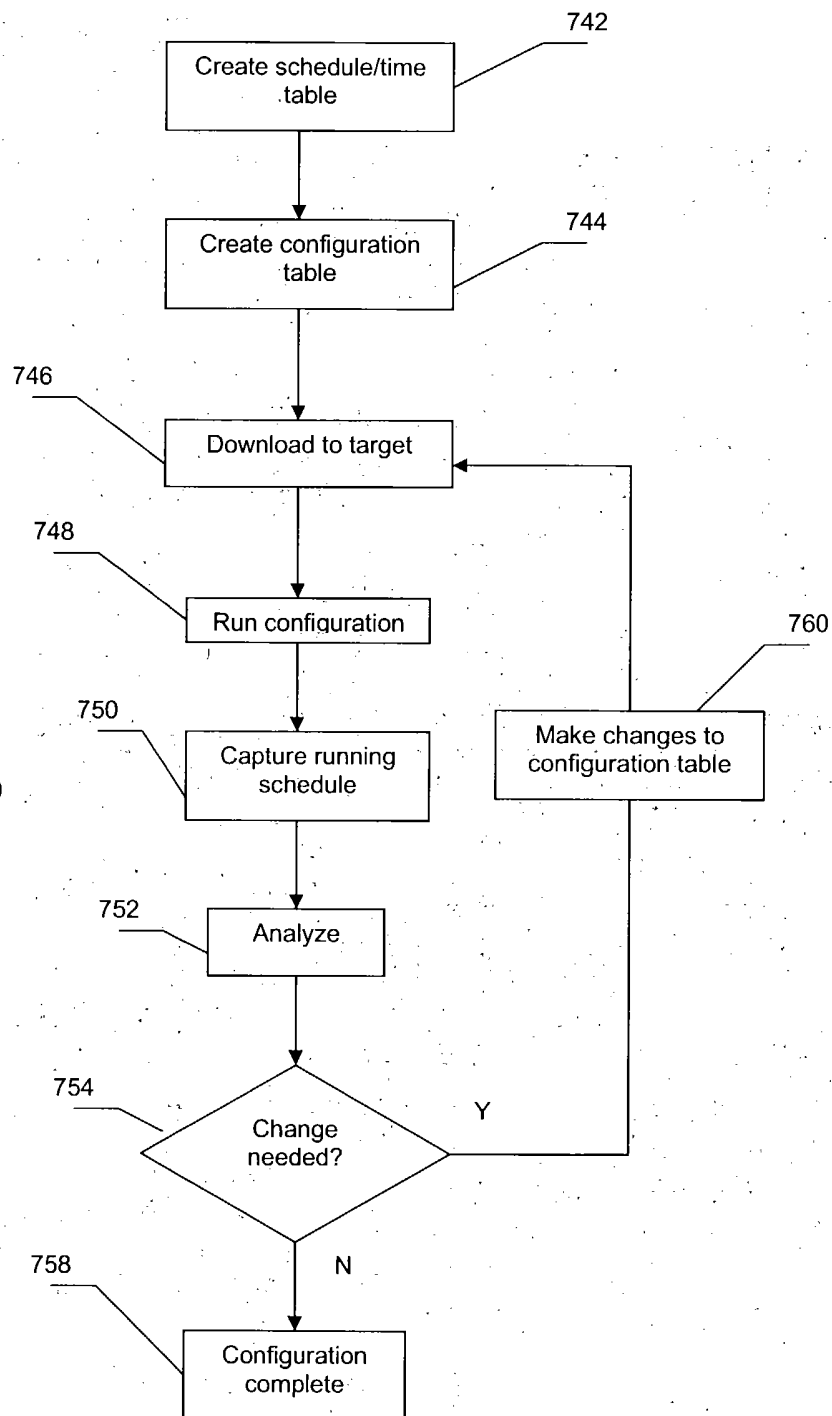 742
Create schedule/time
table
744
Create configuration
table
746
Download to target
748
Run configuration
760
750
Capture running
schedule
Make changes to
configuration table
752
Analyze
754
Y
Change
needed?
N
758
Configuration
complete